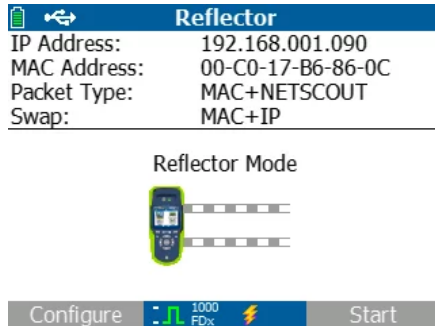 Reflector
IP Address: 192.168.001.090
MAC Address: 00-C0-17-B6-86-0C
Packet Type: MAC+NETSCOUT
Swap: MAC+IP
Reflector Mode
Configure 1000 FDx Start